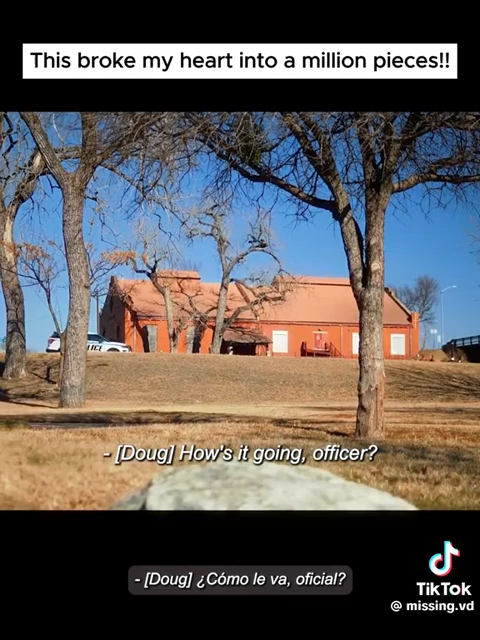 This broke my heart into a million pieces!!
LICE
- [Doug] How's it going, officer?
- [Doug] ¿Cómo le va, oficial?
TikTok
@ missing.vd